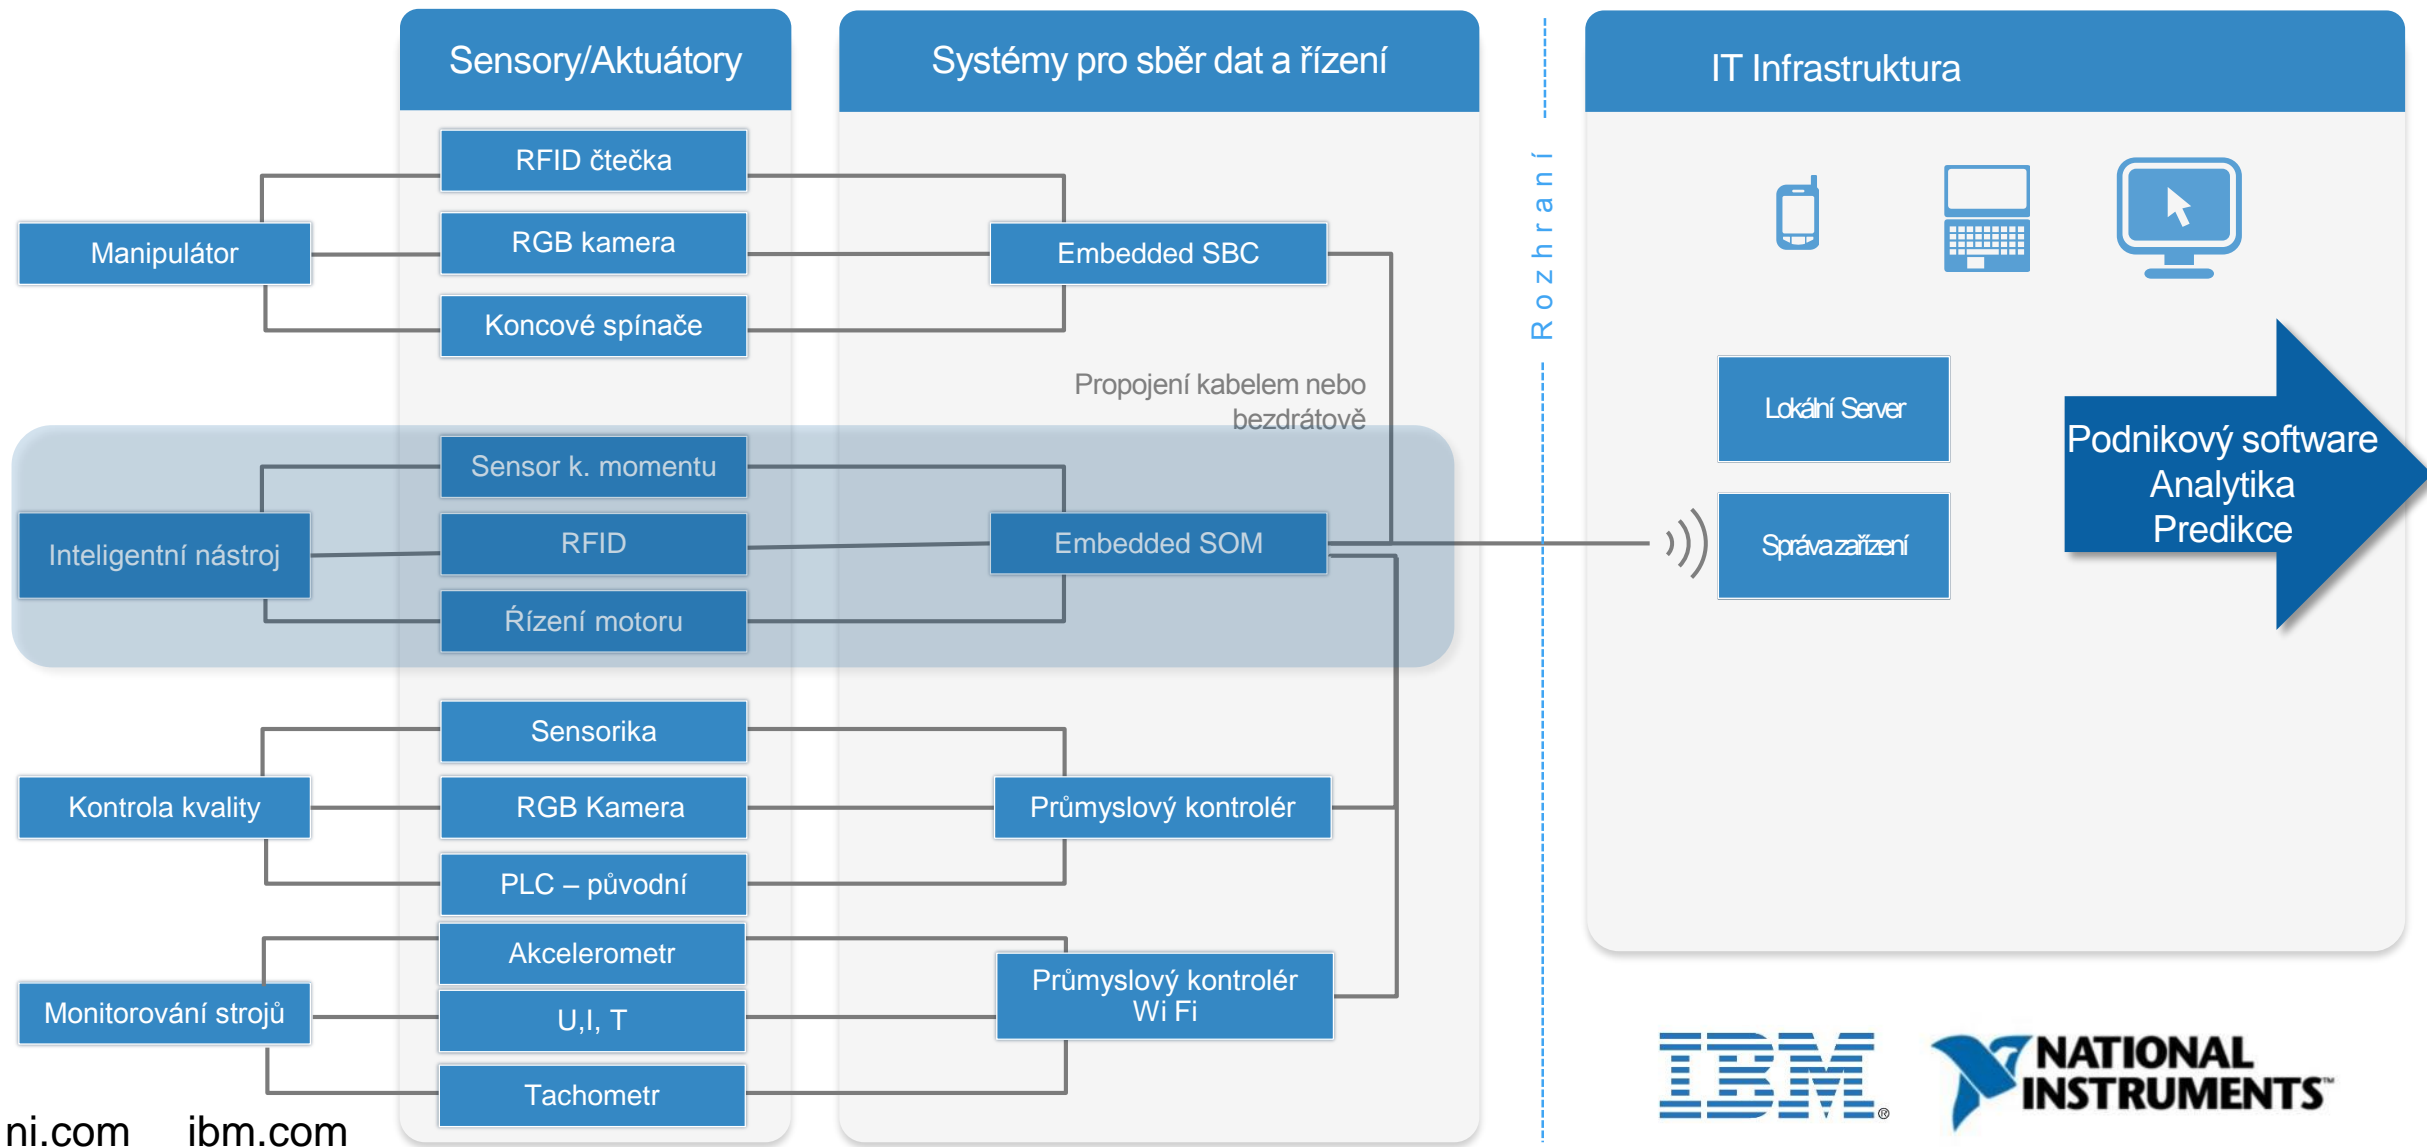 Sensory/Aktuátory
Systémy pro sběr dat a řízení
IT Infrastruktura
Rozhraní
Manipulátor
RFID čtečka
RGB kamera
Koncové spínače
Embedded SBC
Propojení kabelem nebo
bezdrátově
Inteligentní nástroj
Sensor k. momentu
RFID
Řízení motoru
Embedded SOM
Kontrola kvality
Sensorika
RGB Kamera
PLC – původní
Průmyslový kontrolér
Monitorování strojů
Akcelerometr
U,I, T
Tachometr
Průmyslový kontrolér
Wi Fi
Lokální Server
Správa zařízení
Podnikový software
Analytika
Predikce
IBM®
NATIONAL
INSTRUMENTS™
ni.com ibm.com